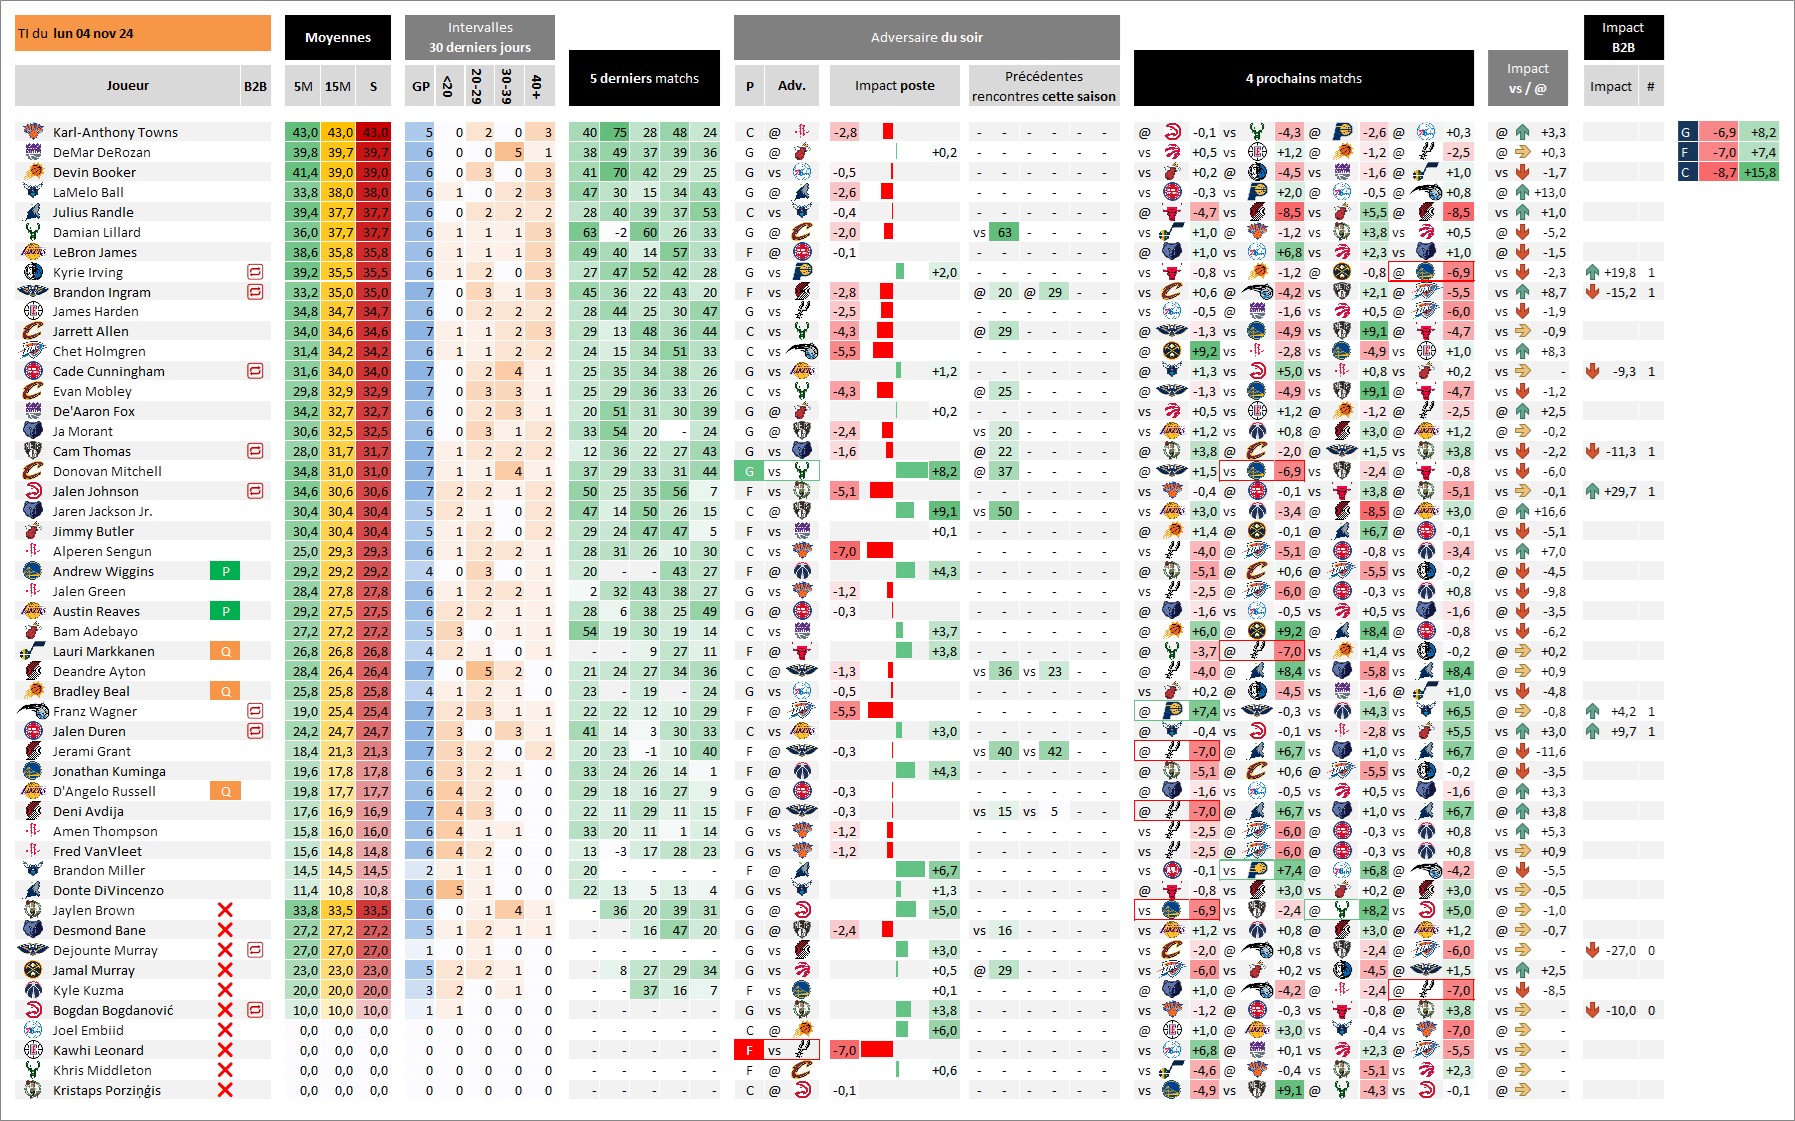 TI du lun 04 nov 24
Moyennes
Intervalles
30 derniers jours
5 derniers matchs
Adversaire du soir
4 prochains matchs
Impact
vs / @
Impact
B2B
Joueur B2B 5M 15M S GP <20 20-29 30-39 40+ P Adv. Impact poste Précédentes rencontres cette saison Impact #
Karl-Anthony Towns 43,0 43,0 43,0 5 0 2 0 3 40 75 28 48 24 C @ -2,8 - - - - - - @ -0,1 vs -4,3 @ -2,6 @ +0,3 @ +3,3 G -6,9 +8,2
DeMar DeRozan 39,8 39,7 39,7 6 0 0 5 1 38 49 37 39 36 G @ +0,2 - - - - - - vs +0,5 vs +1,2 @ -1,2 @ -2,5 @ +0,3 F -7,0 +7,4
Devin Booker 41,4 39,0 39,0 6 0 3 0 3 41 70 42 29 25 G vs -0,5 - - - - - - vs +0,2 @ -4,5 vs -1,6 @ +1,0 vs -1,7 C -8,7 +15,8
LaMelo Ball 33,8 38,0 38,0 6 1 0 2 3 47 30 15 34 43 G @ -2,6 - - - - - - vs -0,3 vs +2,0 @ -0,5 @ +0,8 @ +13,0
Julius Randle 39,4 37,7 37,7 6 0 2 2 2 28 40 39 37 53 C vs -0,4 - - - - - - @ -4,7 vs -8,5 vs +5,5 @ -8,5 vs +1,0
Damian Lillard 36,0 37,7 37,7 6 1 1 1 3 63 -2 60 26 33 G @ -2,0 vs 63 - - - - vs +1,0 @ -1,2 vs +3,8 vs +0,5 @ -5,2
LeBron James 38,6 35,8 35,8 6 1 1 1 3 49 40 14 57 33 F @ -0,1 - - - - - - @ +1,0 vs +6,8 vs +2,3 vs +1,0 @ -1,5
Kyrie Irving 39,2 35,5 35,5 6 1 2 0 3 27 47 52 42 28 G vs +2,0 - - - - - - vs -0,8 vs -1,2 @ -0,8 @ -6,9 vs -2,3 +19,8 1
Brandon Ingram 33,2 35,0 35,0 7 0 3 1 3 45 36 22 43 20 F vs -2,8 @ 20 @ 29 - - vs +0,6 @ -4,2 vs +2,1 @ -5,5 vs +8,7 -15,2 1
James Harden 34,8 34,7 34,7 6 0 2 2 2 28 44 25 30 47 G vs -2,5 - - - - - - vs -0,5 @ -1,6 vs +0,5 @ -6,0 vs -1,9
Jarrett Allen 34,0 34,6 34,6 7 1 1 2 3 29 13 48 36 44 C vs -4,3 @ 29 - - - - @ -1,3 vs -4,9 vs +9,1 @ -4,7 vs -0,9
Chet Holmgren 31,4 34,2 34,2 6 1 1 2 2 24 15 34 51 33 C vs -5,5 - - - - - - @ +9,2 vs -2,8 vs -4,9 vs +1,0 vs +8,3
Cade Cunningham 31,6 34,0 34,0 7 0 2 4 1 25 35 34 38 26 G vs +1,2 - - - - - - @ +1,3 vs +5,0 vs +0,8 vs +0,2 vs - -9,3 1
Evan Mobley 29,8 32,9 32,9 7 0 3 3 1 25 29 36 33 26 C vs -4,3 @ 25 - - - - @ -1,3 vs -4,9 vs +9,1 @ -4,7 vs -1,2
De'Aaron Fox 34,2 32,7 32,7 6 0 2 3 1 20 51 31 30 39 G @ +0,2 - - - - - - vs +0,5 vs +1,2 @ -1,2 @ -2,5 @ +2,5
Ja Morant 30,6 32,5 32,5 6 0 3 1 2 33 54 20 - 24 G @ -2,4 vs 20 - - - - vs +1,2 vs +0,8 @ +3,0 @ +1,2 @ -0,2
Cam Thomas 28,0 31,7 31,7 7 1 3 1 2 12 36 22 27 43 G vs -1,6 @ 22 - - - - @ +3,8 @ -2,0 @ +1,5 vs +3,8 vs -2,2 -11,3 1
Donovan Mitchell 34,8 31,0 31,0 7 1 1 4 1 37 29 33 31 44 G vs +8,2 @ 37 - - - - @ +1,5 vs -6,9 vs -2,4 @ -0,8 vs -6,0
Jalen Johnson 34,6 30,6 30,6 7 2 2 1 2 50 25 35 56 7 F vs -5,1 - - - - - - vs -0,4 @ -0,1 vs +3,8 @ -5,1 vs -0,1 +29,7 1
Jaren Jackson Jr. 30,4 30,4 30,4 5 2 1 0 2 47 14 50 26 15 C @ +9,1 vs 50 - - - - vs +3,0 vs -3,4 @ -8,5 @ +3,0 @ +16,6
Jimmy Butler 30,4 30,4 30,4 5 1 2 0 2 29 24 47 47 5 F vs +0,1 - - - - - - @ +1,4 @ -0,1 @ +6,7 @ -0,1 vs -5,1
Alperen Sengun 25,0 29,3 29,3 6 1 2 1 2 28 31 26 10 30 C vs -7,0 - - - - - - vs -4,0 @ -5,1 @ -0,8 vs -3,4 vs +7,0
Andrew Wiggins P 29,2 29,2 29,2 4 0 3 0 1 20 - - 43 27 F @ +4,3 - - - - - - @ -5,1 @ +0,6 @ -5,5 vs -0,2 @ -4,5
Jalen Green 28,4 27,8 27,8 6 1 2 2 1 2 32 43 38 27 G vs -1,2 - - - - - - vs -2,5 @ -6,0 @ -0,3 vs +0,8 vs -9,8
Austin Reaves P 29,2 27,5 27,5 6 2 2 1 1 28 6 38 25 49 G @ -0,3 - - - - - - @ -1,6 vs -0,5 vs +0,5 vs -1,6 @ -3,5
Bam Adebayo 27,2 27,2 27,2 5 3 0 1 1 54 19 30 19 14 C vs +3,7 - - - - - - @ +6,0 @ +9,2 @ +8,4 @ -0,8 vs -6,2
Lauri Markkanen Q 26,8 26,8 26,8 4 2 1 0 1 - - 9 27 11 F @ +3,8 - - - - - - @ -3,7 @ -7,0 vs +1,4 vs -0,2 @ +0,2
Deandre Ayton 28,4 26,4 26,4 7 0 5 2 0 21 24 27 34 36 C @ -1,3 vs 36 vs 23 - - @ -4,0 @ +8,4 vs -5,8 vs +8,4 @ +0,9
Bradley Beal Q 25,8 25,8 25,8 4 1 2 1 0 23 - 19 - 24 G vs -0,5 - - - - - - vs +0,2 @ -4,5 vs -1,6 @ +1,0 vs -4,8
Franz Wagner 19,0 25,4 25,4 7 2 3 1 1 22 22 12 10 29 F @ -5,5 - - - - - - @ +7,4 vs -0,3 vs +4,3 vs +6,5 @ -0,8 +4,2 1
Jalen Duren 24,2 24,7 24,7 7 3 0 3 1 41 14 3 30 33 C vs +3,0 - - - - - - @ -0,4 vs -0,1 vs -2,8 vs +5,5 vs +3,0 +9,7 1
Jerami Grant 18,4 21,3 21,3 7 3 2 0 2 20 23 -1 10 40 F @ -0,3 vs 40 vs 42 - - @ -7,0 @ +6,7 vs +1,0 vs +6,7 @ -11,6
Jonathan Kuminga 19,6 17,8 17,8 6 3 2 1 0 33 24 26 14 1 F @ +4,3 - - - - - - @ -5,1 @ +0,6 @ -5,5 vs -0,2 @ -3,5
D'Angelo Russell Q 19,8 17,7 17,7 6 4 2 0 0 29 18 16 27 9 G @ -0,3 - - - - - - @ -1,6 vs -0,5 vs +0,5 vs -1,6 @ +3,3
Deni Avdija 17,6 16,9 16,9 7 4 3 0 0 22 11 29 11 15 F @ -0,3 vs 15 vs 5 - - @ -7,0 @ +6,7 vs +1,0 vs +6,7 @ +3,8
Amen Thompson 15,8 16,0 16,0 6 4 1 1 0 33 20 11 1 14 G vs -1,2 - - - - - - vs -2,5 @ -6,0 @ -0,3 vs +0,8 vs +5,3
Fred VanVleet 15,6 14,8 14,8 6 4 2 0 0 13 -3 17 28 23 G vs -1,2 - - - - - - vs -2,5 @ -6,0 @ -0,3 vs +0,8 vs +0,9
Brandon Miller 14,5 14,5 14,5 2 1 1 0 0 20 - - - - F @ +6,7 - - - - - - vs -0,1 vs +7,4 @ +6,8 @ -4,2 @ -5,5
Donte DiVincenzo 11,4 10,8 10,8 6 5 1 0 0 22 13 5 13 4 G vs +1,3 - - - - - - @ -0,8 vs +3,0 vs +0,2 @ +3,0 vs -0,5
Jaylen Brown 33,8 33,5 33,5 6 0 1 4 1 - 36 20 39 31 G @ +5,0 - - - - - - vs -6,9 vs -2,4 @ +8,2 vs +5,0 @ -1,0
Desmond Bane 27,2 27,2 27,2 5 1 2 1 1 - - 16 47 20 G @ -2,4 vs 16 - - - - vs +1,2 vs +0,8 @ +3,0 @ +1,2 @ -0,7
Dejounte Murray 27,0 27,0 27,0 1 0 1 0 0 - - - - - G vs +3,0 - - - - - - vs -2,0 @ +0,8 vs -2,4 @ -6,0 vs - -27,0 0
Jamal Murray 23,0 23,0 23,0 5 2 2 1 0 - 8 27 29 34 G vs +0,5 @ 29 - - - - vs -6,0 vs +0,2 vs -4,5 @ +1,5 vs +2,5
Kyle Kuzma 20,0 20,0 20,0 3 2 0 1 0 - - 37 16 7 F vs +0,1 - - - - - - @ +1,0 @ -4,2 @ -2,4 @ -7,0 vs -8,5
Bogdan Bogdanović 10,0 10,0 10,0 1 1 0 0 0 - - - - - G vs +3,8 - - - - - - vs -1,2 @ -0,3 vs -0,8 @ +3,8 vs - -10,0 0
Joel Embiid 0,0 0,0 0,0 0 0 0 0 0 - - - - - C @ +6,0 - - - - - - @ +1,0 @ +3,0 vs -0,4 vs -7,0 @ -
Kawhi Leonard 0,0 0,0 0,0 0 0 0 0 0 - - - - - F vs -7,0 - - - - - - vs +6,8 @ +0,1 vs +2,3 @ -5,5 vs -
Khris Middleton 0,0 0,0 0,0 0 0 0 0 0 - - - - - F @ +0,6 - - - - - - vs -4,6 @ -0,4 vs -5,1 vs +2,3 @ -
Kristaps Porziņģis 0,0 0,0 0,0 0 0 0 0 0 - - - - - C @ -0,1 - - - - - - vs -4,9 vs +9,1 @ -4,3 vs -0,1 @ -